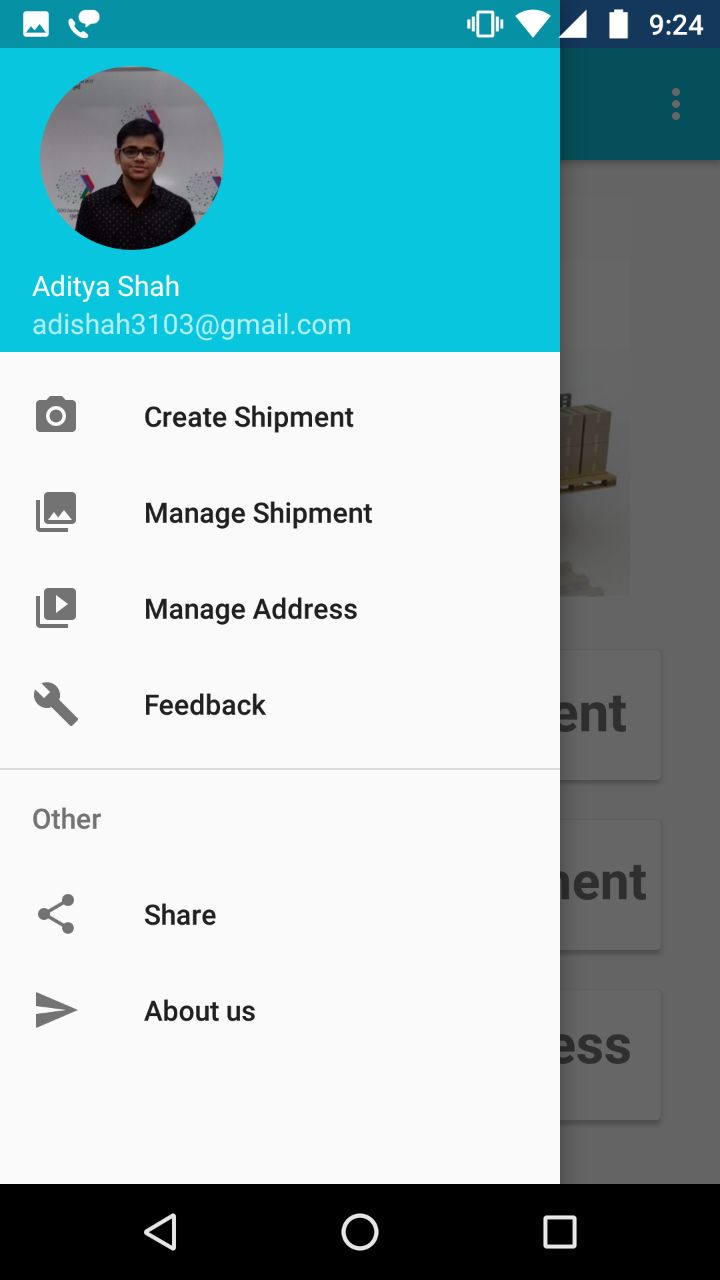 9:24
Aditya Shah
adishah3103@gmail.com
Create Shipment
Manage Shipment
Manage Address
Feedback
ent
nent
ess
Other
Share
About us